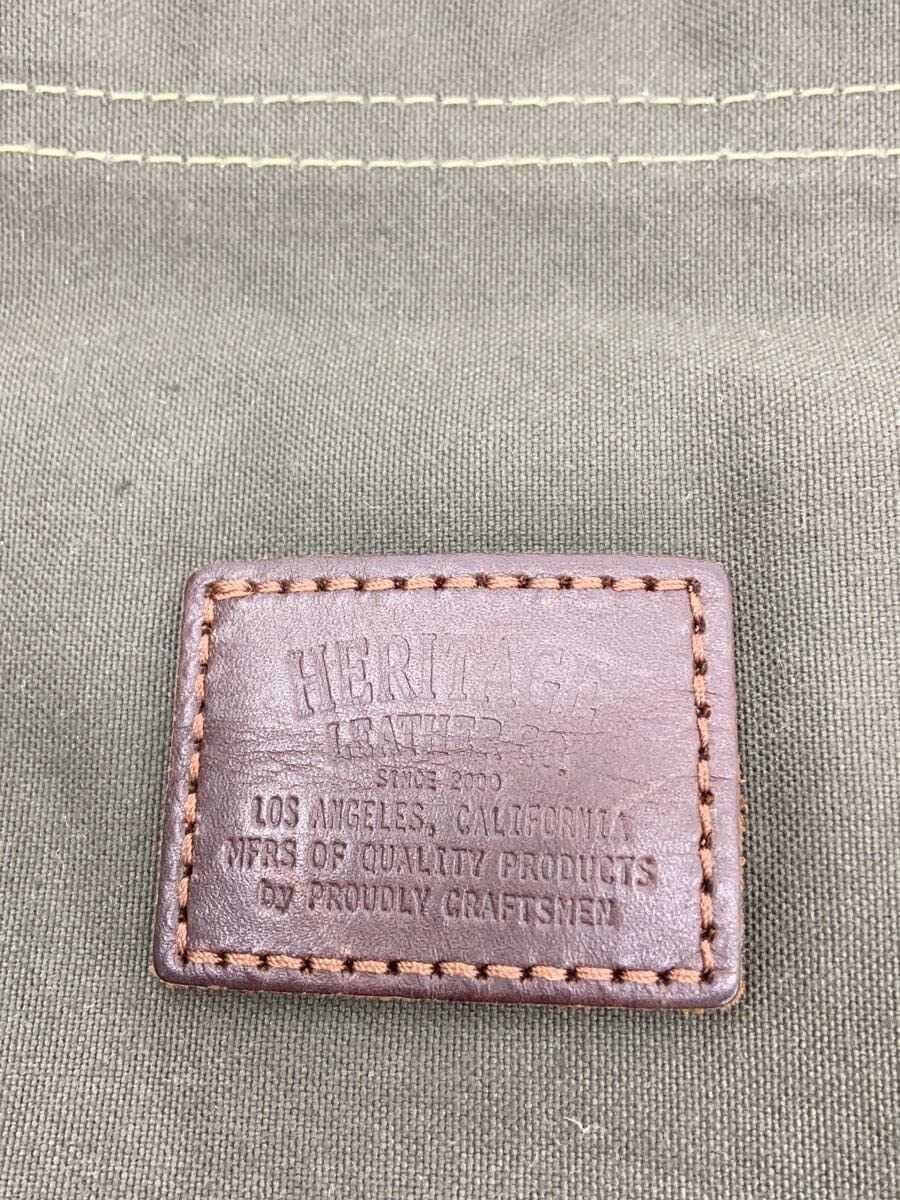 HERITAGE
LEATHER CO.
SINCE 2000
LOS ANGELES, CALIFORNIA
MFRS OF QUALITY PRODUCTS
by PROUDLY CRAFTSMEN